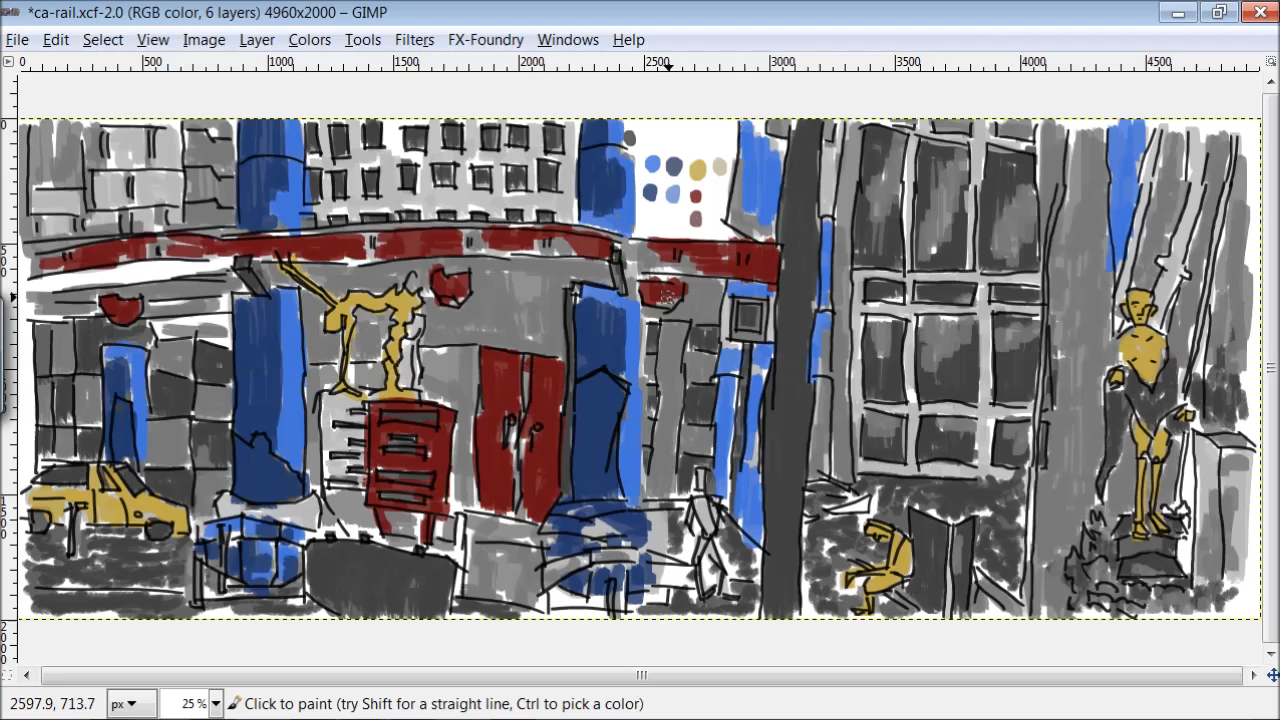 *ca-rail.xcf-2.0 (RGB color, 6 layers) 4960x2000 – GIMP
File Edit Select View Image Layer Colors Tools Filters FX-Foundry Windows Help
0 500 1000 1500 2000 2500 3000 3500 4000 4500
2597.9, 713.7 px 25 % Click to paint (try Shift for a straight line, Ctrl to pick a color)